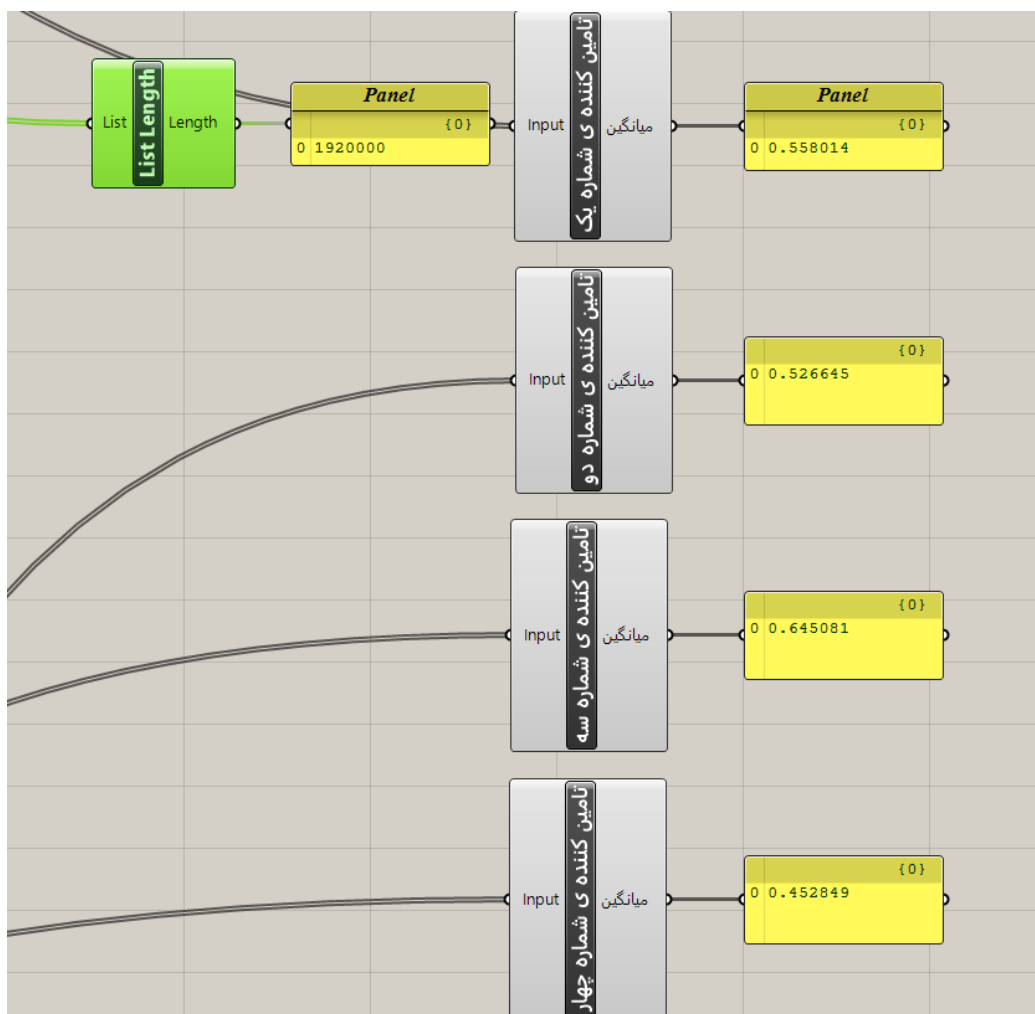 List
List Length
Length
Panel
{0}
0 1920000
Input
تامین کننده ی شماره یک
میانگین
Panel
{0}
0 0.558014
Input
تامین کننده ی شماره دو
میانگین
{0}
0 0.526645
Input
تامین کننده ی شماره سه
میانگین
{0}
0 0.645081
Input
تامین کننده ی شماره چهار
میانگین
{0}
0 0.452849